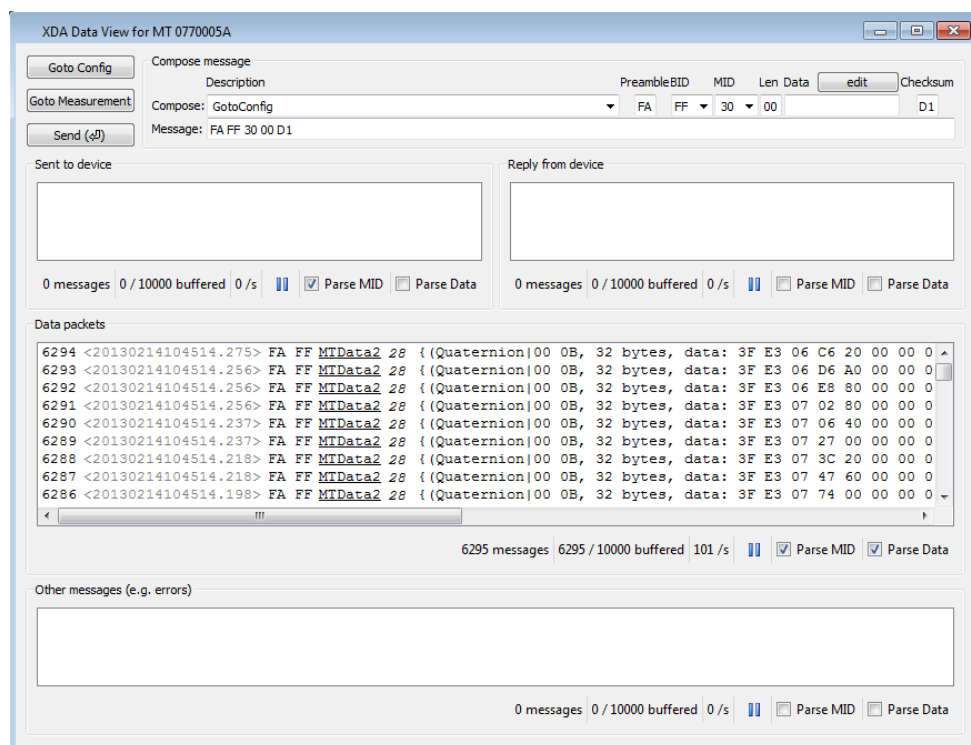 XDA Data View for MT 0770005A
Goto Config
Compose message
Description Preamble BID MID Len Data edit Checksum
Goto Measurement
Compose: GotoConfig FA FF 30 00 D1
Send (⏎)
Message: FA FF 30 00 D1
Sent to device
Reply from device
0 messages 0 / 10000 buffered 0 /s Parse MID Parse Data
0 messages 0 / 10000 buffered 0 /s Parse MID Parse Data
Data packets
6294 <20130214104514.275> FA FF MTData2 28 {(Quaternion|00 0B, 32 bytes, data: 3F E3 06 C6 20 00 00 0
6293 <20130214104514.256> FA FF MTData2 28 {(Quaternion|00 0B, 32 bytes, data: 3F E3 06 D6 A0 00 00 0
6292 <20130214104514.256> FA FF MTData2 28 {(Quaternion|00 0B, 32 bytes, data: 3F E3 06 E8 80 00 00 0
6291 <20130214104514.256> FA FF MTData2 28 {(Quaternion|00 0B, 32 bytes, data: 3F E3 07 02 80 00 00 0
6290 <20130214104514.237> FA FF MTData2 28 {(Quaternion|00 0B, 32 bytes, data: 3F E3 07 06 40 00 00 0
6289 <20130214104514.237> FA FF MTData2 28 {(Quaternion|00 0B, 32 bytes, data: 3F E3 07 27 00 00 00 0
6288 <20130214104514.218> FA FF MTData2 28 {(Quaternion|00 0B, 32 bytes, data: 3F E3 07 3C 20 00 00 0
6287 <20130214104514.218> FA FF MTData2 28 {(Quaternion|00 0B, 32 bytes, data: 3F E3 07 47 60 00 00 0
6286 <20130214104514.198> FA FF MTData2 28 {(Quaternion|00 0B, 32 bytes, data: 3F E3 07 74 00 00 00 0
6295 messages 6295 / 10000 buffered 101 /s Parse MID Parse Data
Other messages (e.g. errors)
0 messages 0 / 10000 buffered 0 /s Parse MID Parse Data